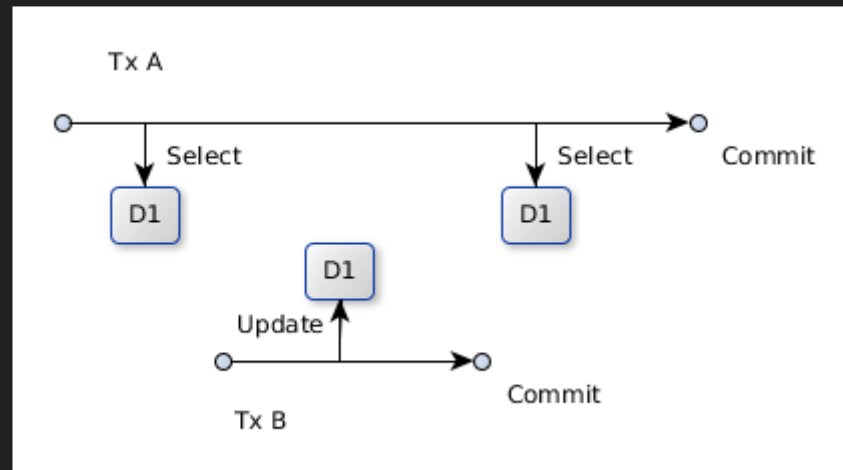 Tx A
Select
Select
Commit
D1
D1
D1
Update
Commit
Tx B